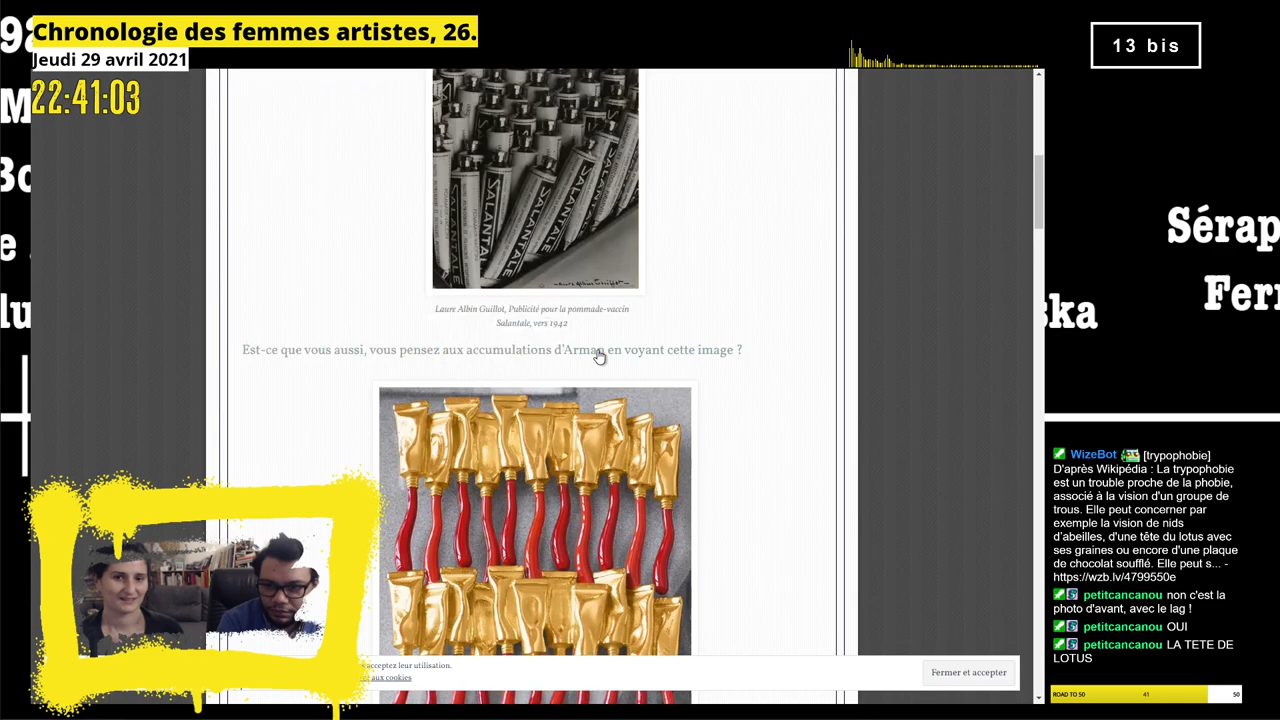 Chronologie des femmes artistes, 26.
Jeudi 29 avril 2021
22:41:03
13 bis
Sérap
Ferr
ska
SALANTALE
SALANTALE
SALANTALE
SALANTALE
Laure Albin Guillot, Publicité pour la pommade-vaccin
Salantale, vers 1942
Est-ce que vous aussi, vous pensez aux accumulations d'Arman en voyant cette image ?
acceptez leur utilisation.
aux cookies
Fermer et accepter
WizeBot [trypophobie]
D'après Wikipédia : La trypophobie
est un trouble proche de la phobie,
associé à la vision d'un groupe de
trous. Elle peut concerner par
exemple la vision de nids
d'abeilles, d'une tête du lotus avec
ses graines ou encore d'une plaque
de chocolat soufflé. Elle peut s... -
https://wzb.lv/4799550e
petitcancanou non c'est la
photo d'avant, avec le lag !
petitcancanou OUI
petitcancanou LA TETE DE
LOTUS
ROAD TO 50 41 50